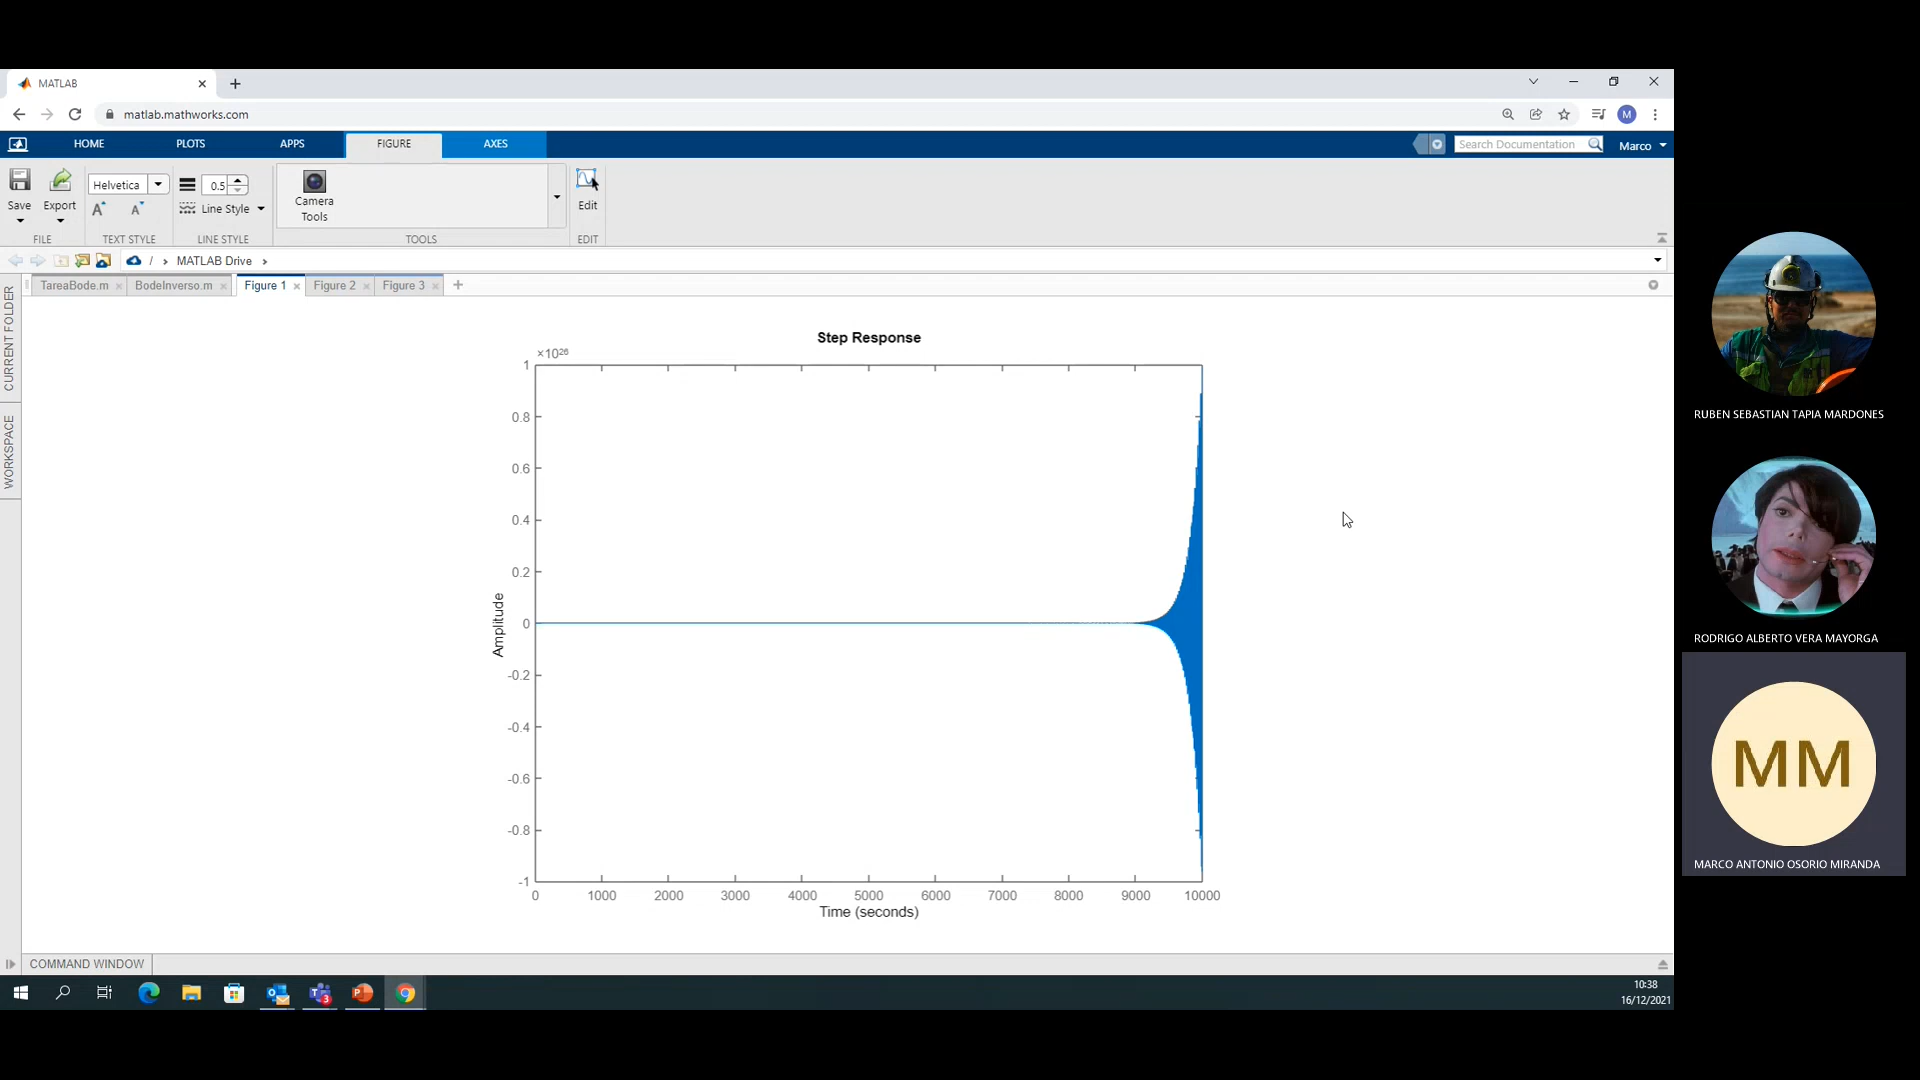 MATLAB
matlab.mathworks.com
M
HOME
PLOTS
APPS
FIGURE
AXES
Search Documentation
Marco
Save
Export
Helvetica
0.5
Line Style
Camera
Tools
Edit
FILE
TEXT STYLE
LINE STYLE
TOOLS
EDIT
/ › MATLAB Drive ›
TareaBode.m
BodeInverso.m
Figure 1
Figure 2
Figure 3
CURRENT FOLDER
WORKSPACE
Step Response
×10²⁶
1
0.8
0.6
0.4
0.2
0
-0.2
-0.4
-0.6
-0.8
-1
Amplitude
0 1000 2000 3000 4000 5000 6000 7000 8000 9000 10000
Time (seconds)
COMMAND WINDOW
10:38
16/12/2021
RUBEN SEBASTIAN TAPIA MARDONES
RODRIGO ALBERTO VERA MAYORGA
MM
MARCO ANTONIO OSORIO MIRANDA